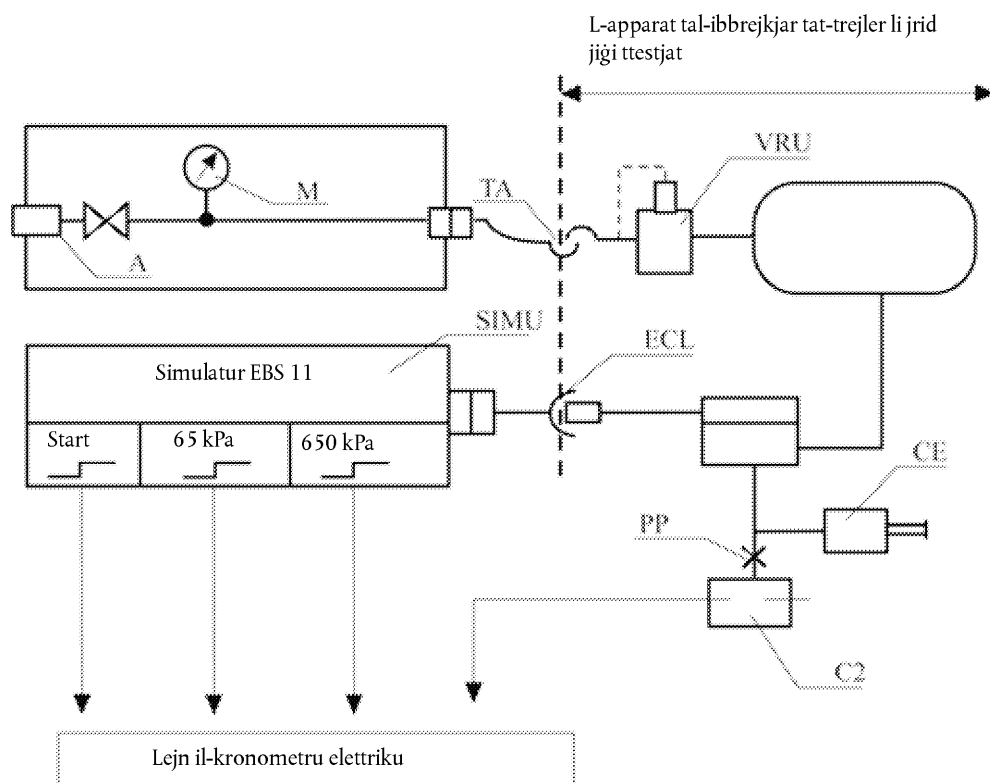 L-apparat tal-ibbrejkjar tat-trejler li jrid
jiġi ttestjat
VRU
TA
M
A
SIMU
ECL
Simulatur EBS 11
Start
65 kPa
650 kPa
CE
PP
C2
Lejn il-kronometru elettriku